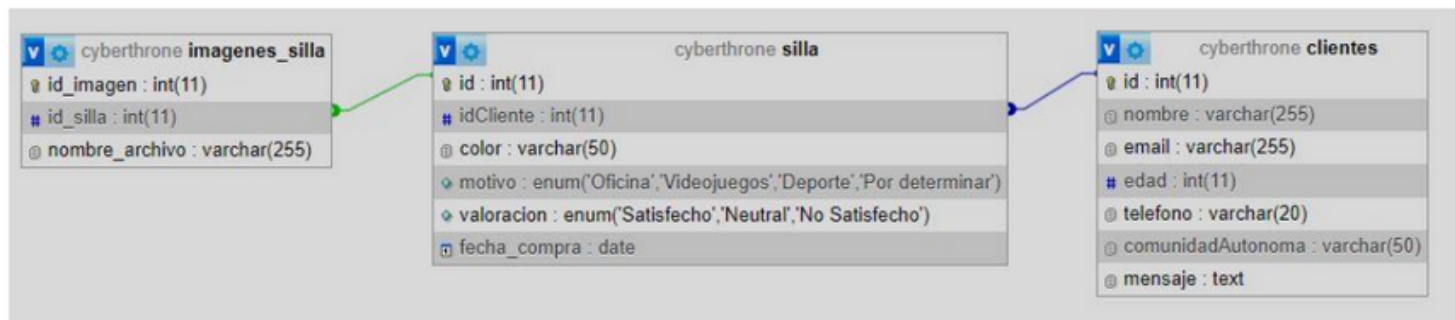 cyberthrone imagenes_silla
id_imagen : int(11)
id_silla : int(11)
nombre_archivo : varchar(255)
cyberthrone silla
id : int(11)
idCliente : int(11)
color : varchar(50)
motivo : enum('Oficina','Videojuegos','Deporte','Por determinar')
valoracion : enum('Satisfecho','Neutral','No Satisfecho')
fecha_compra : date
cyberthrone clientes
id : int(11)
nombre : varchar(255)
email : varchar(255)
edad : int(11)
telefono : varchar(20)
comunidadAutonoma : varchar(50)
mensaje : text